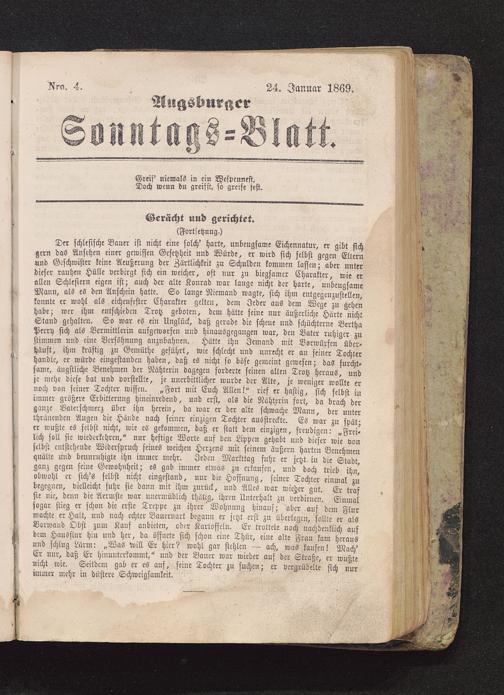 Nro. 4. 24. Januar 1869.
Augsburger
Sonntags=Blatt.
Greif' niemals in ein Wespennest,
Doch wenn du greifst, so greife fest.
Gerächt und gerichtet.
(Fortsetzung.)
Der schlesische Bauer ist nicht eine solch' harte, unbeugsame Eichennatur, er gibt sich
gern das Ansehen einer gewissen Gesetztheit und Würde, er wird sich selbst gegen Eltern
und Geschwister keine Aeußerung der Zärtlichkeit zu Schulden kommen lassen; aber unter
dieser rauhen Hülle verbirgt sich ein weicher, oft nur zu biegsamer Charakter, wie er
allen Schlesiern eigen ist; auch der alte Konrad war lange nicht der harte, unbeugsame
Mann, als es den Anschein hatte. So lange Niemand wagte, sich ihm entgegenzustellen,
konnte er wohl als eichenfester Charakter gelten, dem Jeder aus dem Wege zu gehen
habe; wer ihm entschieden Trotz geboten, dem hätte seine nur äußerliche Härte nicht
Stand gehalten. So war es ein Unglück, daß gerade die scheue und schüchterne Bertha
Perry sich als Vermittlerin aufgeworfen und hinausgegangen war, den Vater ruhiger zu
stimmen und eine Versöhnung anzubahnen. Hätte ihn Jemand mit Vorwürfen über-
häuft, ihm kräftig zu Gemüthe geführt, wie schlecht und unrecht er an seiner Tochter
handle, er würde eingestanden haben, daß es nicht so böse gemeint gewesen; das furcht-
same, ängstliche Benehmen der Nähterin dagegen forderte seinen alten Trotz heraus, und
je mehr diese bat und vorstellte, je unerbittlicher wurde der Alte, je weniger wollte er
noch von seiner Tochter wissen. „Fort mit Euch Allen!“ rief er hastig, sich selbst in
immer größere Erbitterung hineinredend, und erst, als die Nähtrin fort, da brach der
ganze Vaterschmerz über ihn herein, da war er der alte schwache Mann, der unter
thränenden Augen die Hände nach seiner einzigen Tochter ausstreckte. Es war zu spät;
er wußte es selbst nicht, wie es gekommen, daß er statt des einzigen, freudigen: „Fröh-
lich soll sie wiederkehren,“ nur heftige Worte auf den Lippen gehabt und dieser wie von
selbst entstehende Widerspruch seines weichen Herzens mit seinem äußern harten Benehmen
quälte und beunruhigte ihn immer mehr. Jeden Markttag fuhr er jetzt in die Stadt,
ganz gegen seine Gewohnheit; es gab immer etwas zu erkaufen, und doch trieb ihn,
obwohl er sich's selbst nicht eingestand, nur die Hoffnung, seiner Tochter einmal zu
begegnen, vielleicht fuhr sie dann mit ihm zurück, und Alles war wieder gut. Er traf
sie nie, denn die Aermste war unermüdlich thätig, ihren Unterhalt zu verdienen. Einmal
sogar stieg er schon die erste Treppe zu ihrer Wohnung hinauf; aber auf dem Flur
machte er Halt, und nach echter Bauernart begann er jetzt erst zu überlegen, sollte er als
Vorwand Obst zum Kauf anbieten, oder Kartoffeln. Er trottete noch nachdenklich auf
dem Hausflur hin und her, da öffnete sich schon eine Thür, eine alte Frau kam heraus
und schlug Lärm: „Was will Er hier? wohl gar stehlen — ach, was kaufen! Mach'
Er nur, daß Er hinunterkommt,“ und der Bauer war wieder auf der Straße, er wußte
nicht wie. Seitdem gab er es auf, seine Tochter zu suchen; er vergrübelte sich nur
immer mehr in düstere Schweigsamkeit.